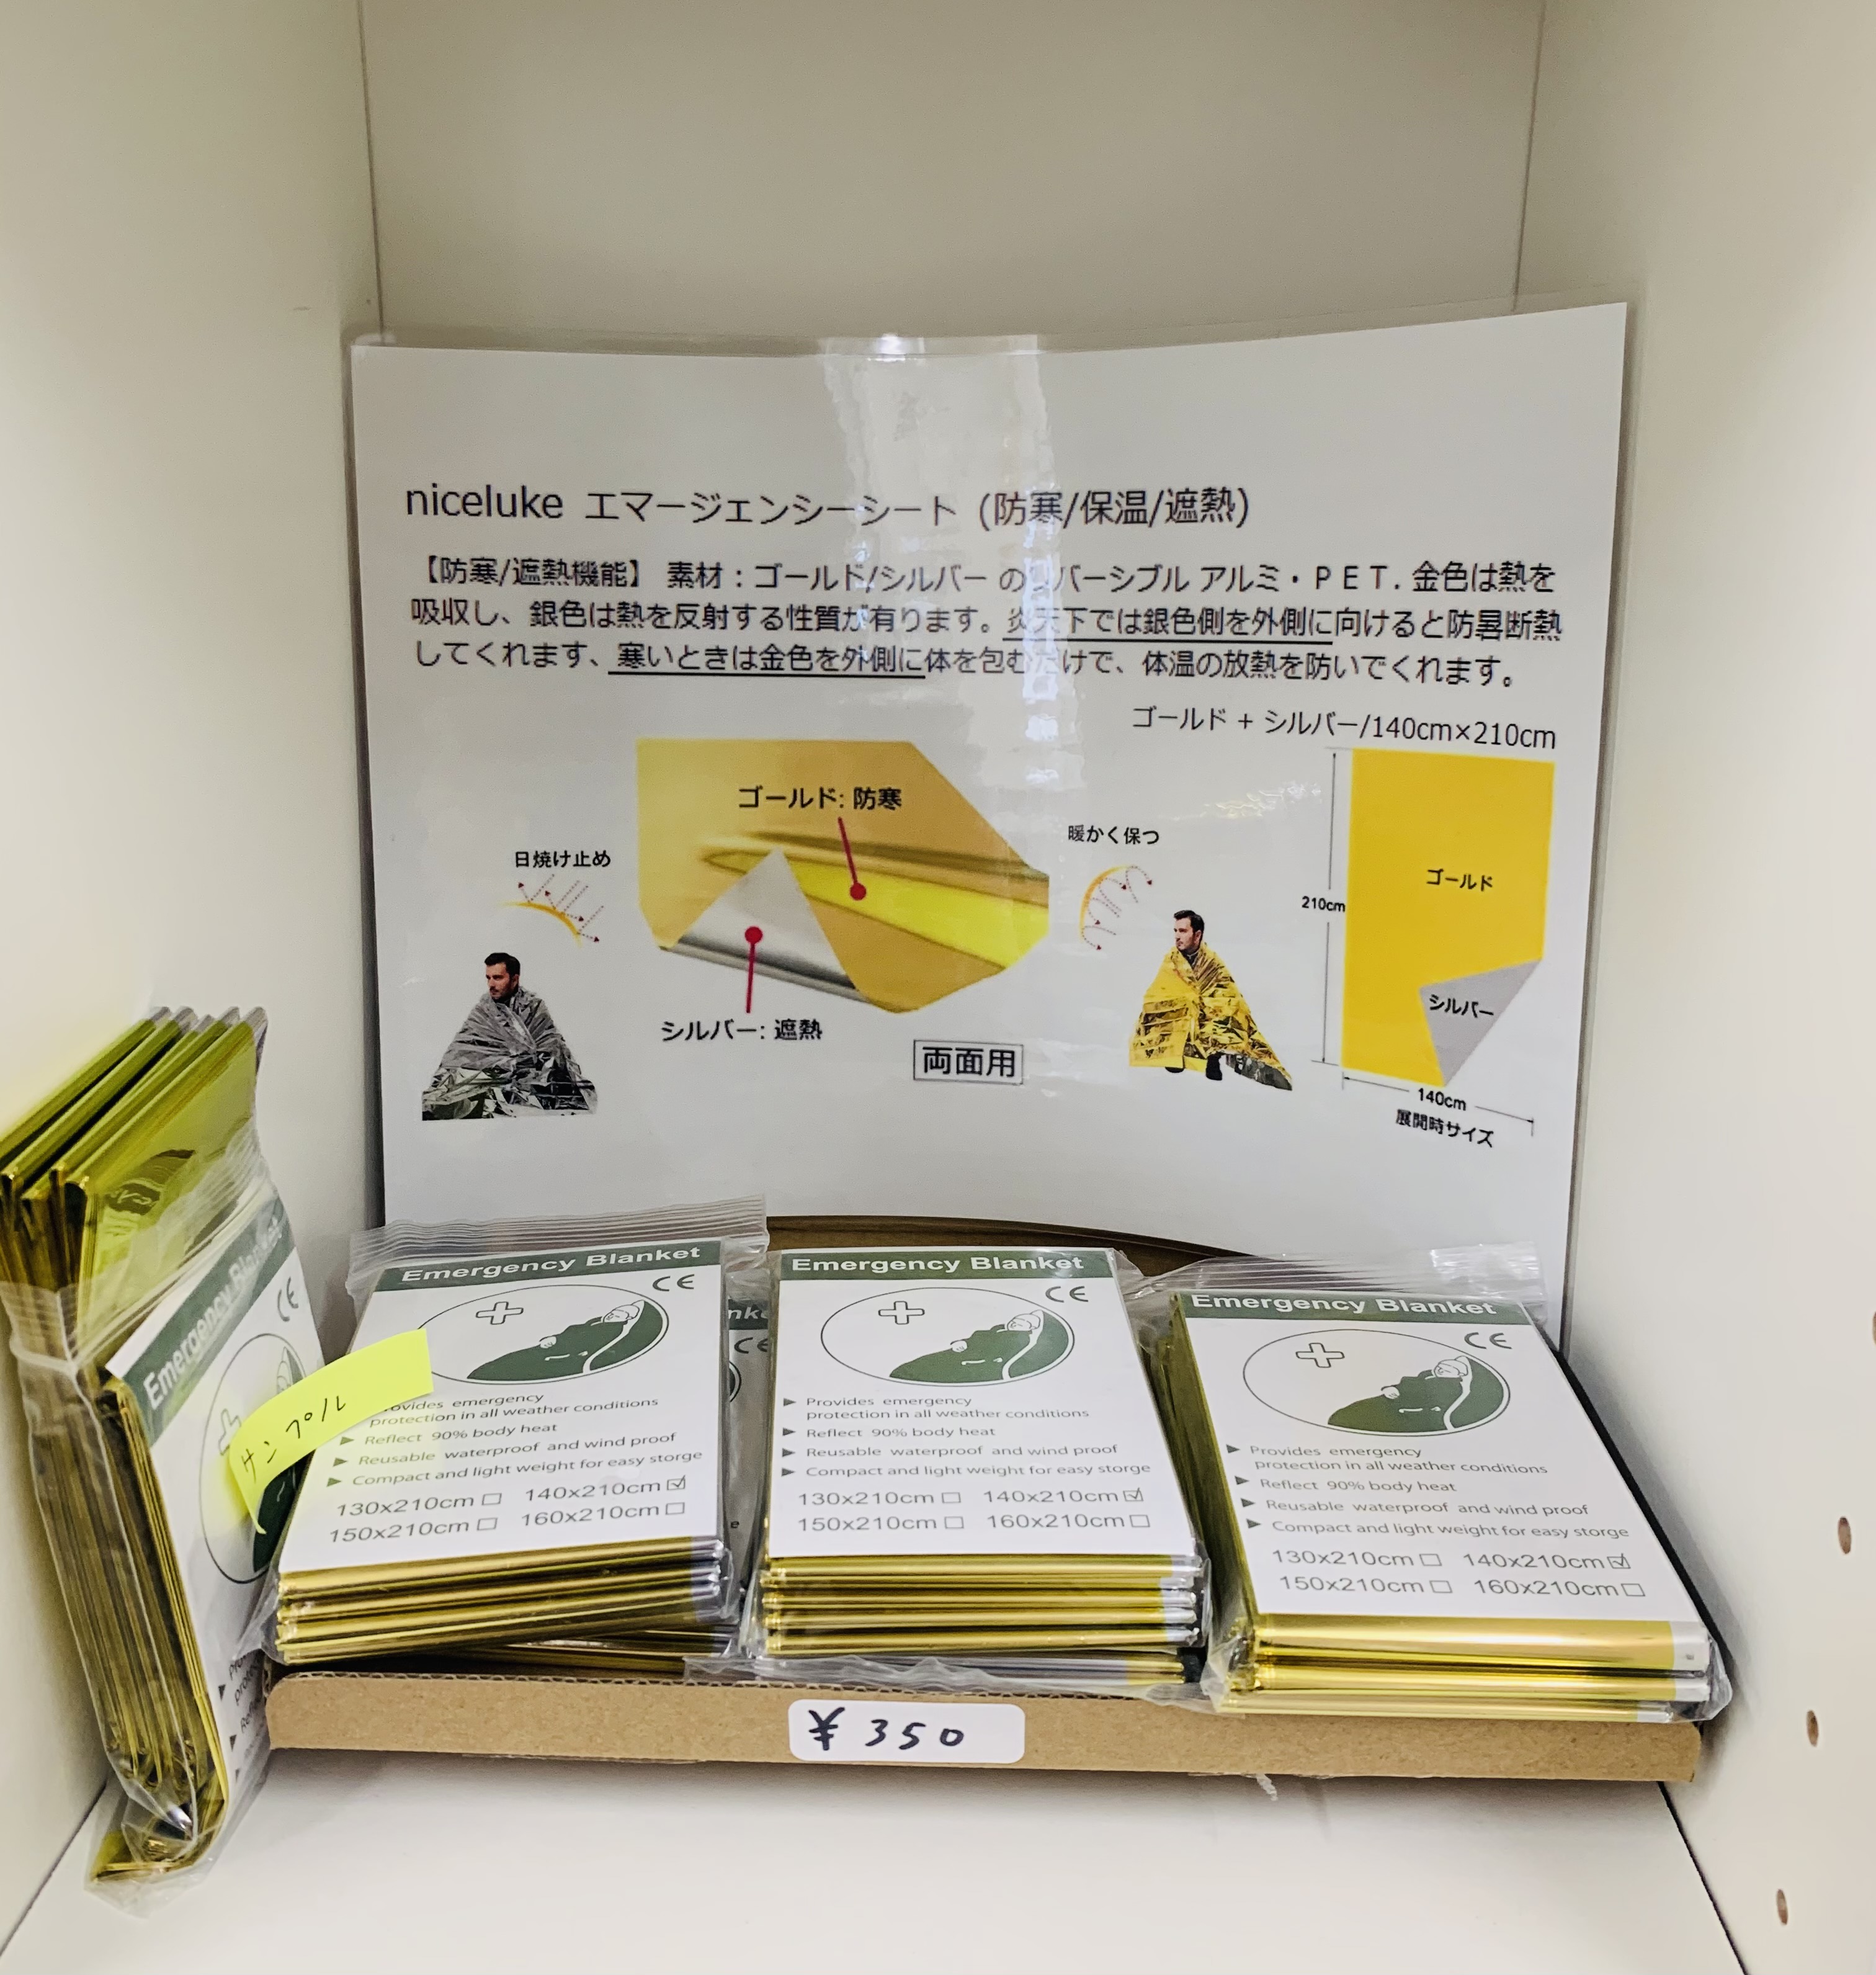 niceluke エマージェンシーシート (防寒/保温/遮熱)
【防寒/遮熱機能】 素材：ゴールド/シルバー のリバーシブル アルミ・ＰＥＴ. 金色は熱を
吸収し、銀色は熱を反射する性質が有ります。炎天下では銀色側を外側に向けると防暑断熱
してくれます、寒いときは金色を外側に体を包むだけで、体温の放熱を防いでくれます。
ゴールド + シルバー/140cm×210cm
ゴールド: 防寒
日焼け止め
暖かく保つ
ゴールド
210cm
シルバー
シルバー: 遮熱
両面用
140cm
展開時サイズ
Emergency Blanket
CE
サンプル
Emergency Blanket
CE
ovides emergency
protection in all weather conditions
Reflect 90% body heat
Reusable waterproof and wind proof
Compact and light weight for easy storge
130x210cm☐ 140x210cm☑
150x210cm☐ 160x210cm☐
CE
Emergency Blanket
CE
Provides emergency
protection in all weather conditions
Reflect 90% body heat
Reusable waterproof and wind proof
Compact and light weight for easy storge
130x210cm☐ 140x210cm☑
150x210cm☐ 160x210cm☐
Emergency Blanket
CE
Provides emergency
protection in all weather conditions
Reflect 90% body heat
Reusable waterproof and wind proof
Compact and light weight for easy storge
130x210cm☐ 140x210cm☑
150x210cm☐ 160x210cm☐
¥350